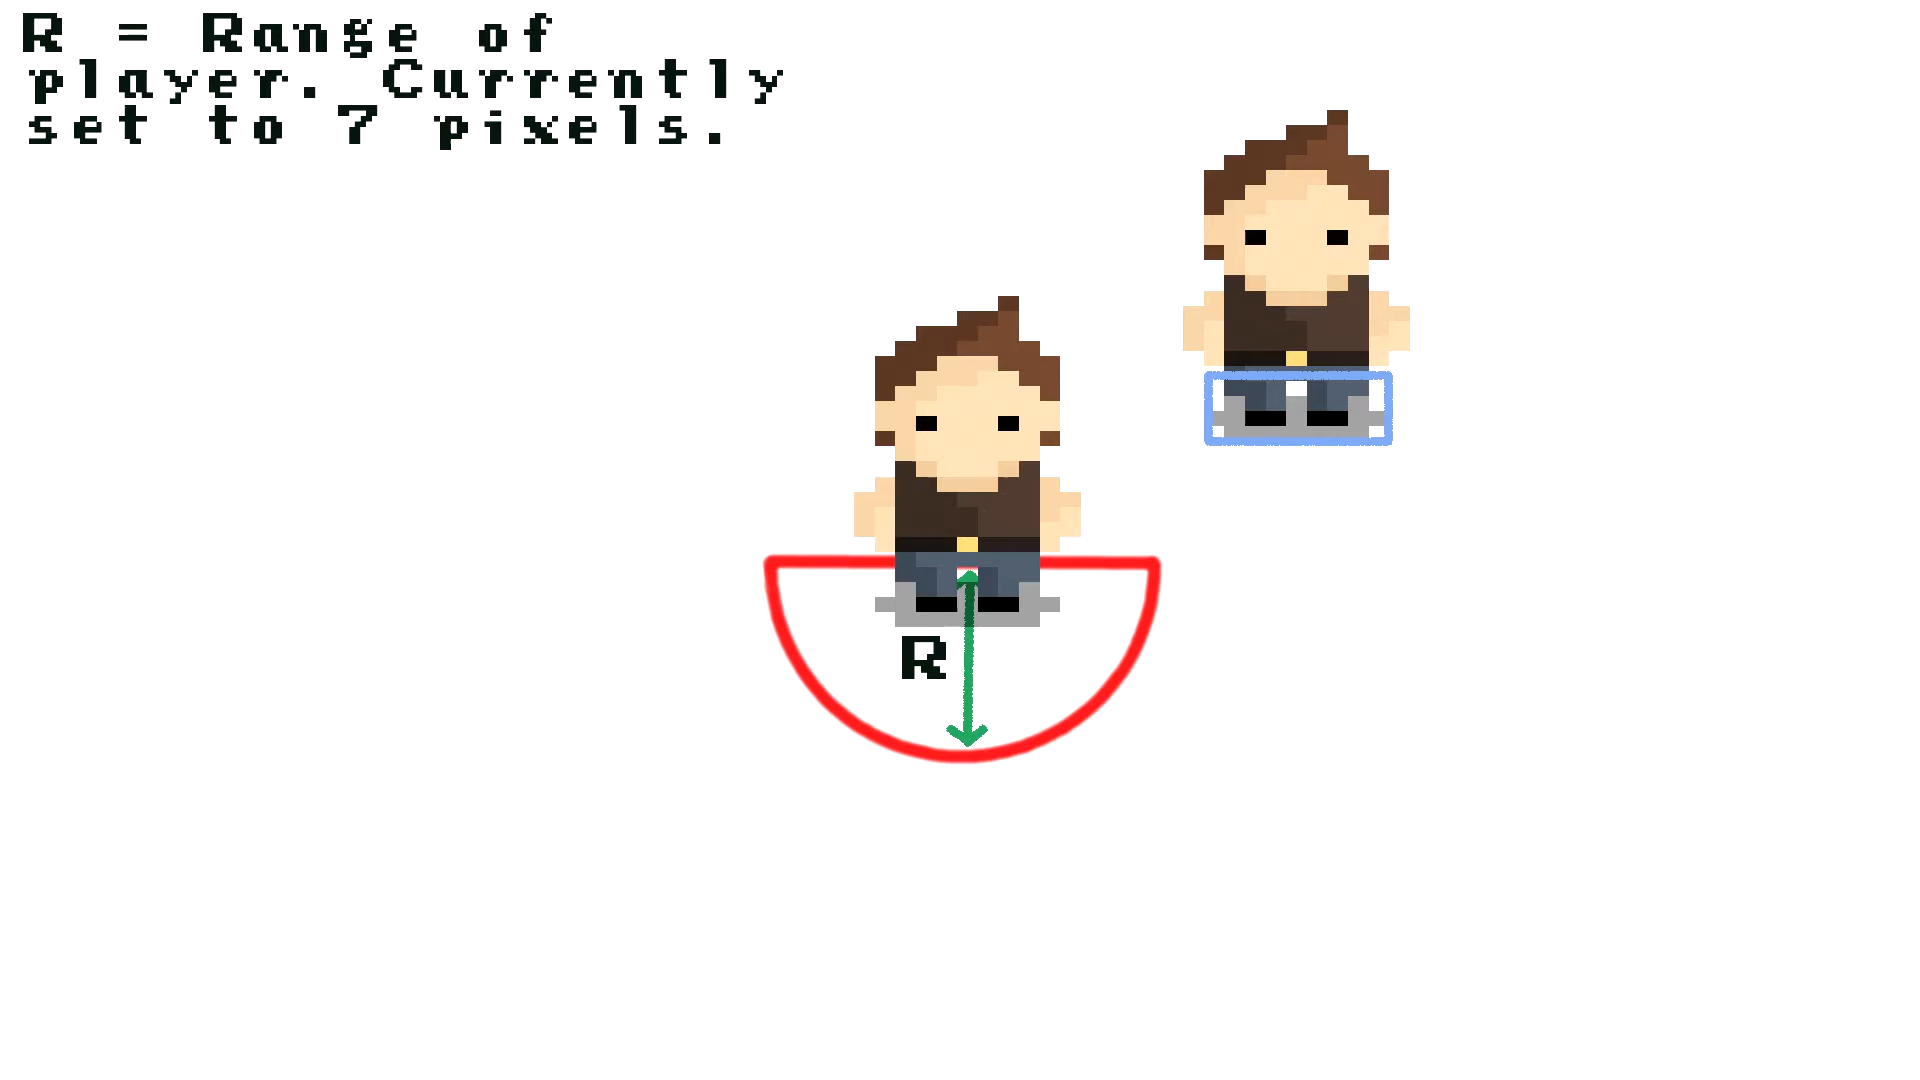 R = Range of
player. Currently
set to 7 pixels.
R